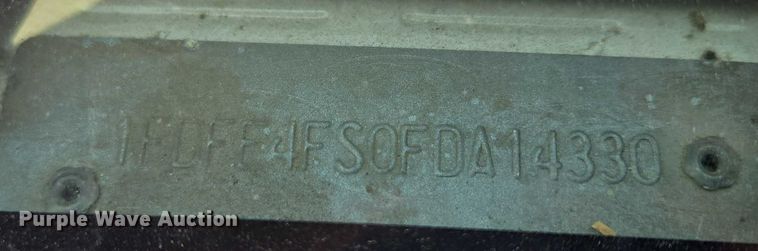 1FDFE4FS0FDA14330
Purple Wave Auction